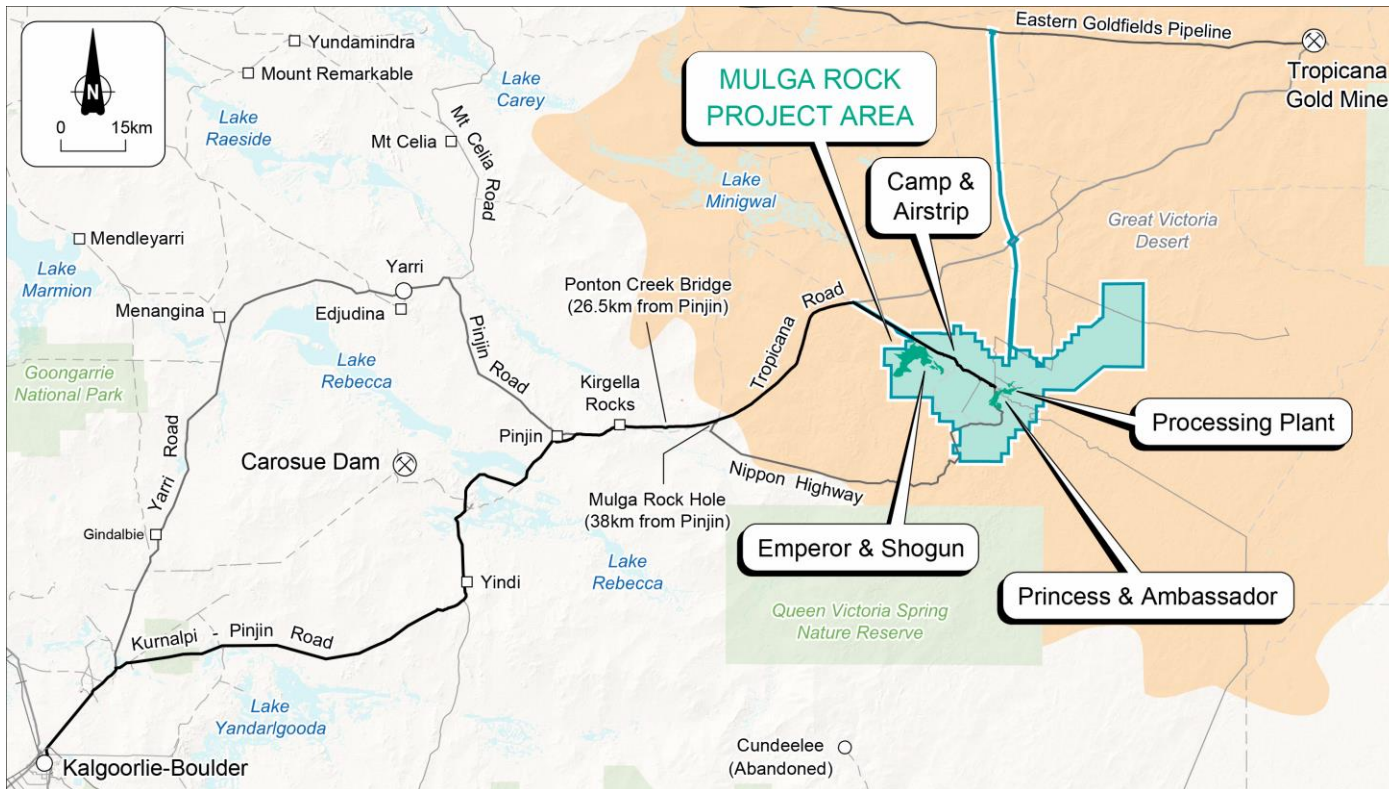 Eastern Goldfields Pipeline
Tropicana
Gold Mine
Yundamindra
Mount Remarkable
Lake
Carey
MULGA ROCK
PROJECT AREA
N
0 15km
Lake
Raeside
Mt Celia
Mt Celia Road
Camp &
Airstrip
Lake
Minigwal
Great Victoria
Desert
Mendleyarri
Lake
Marmion
Yarri
Menangina
Edjudina
Ponton Creek Bridge
(26.5km from Pinjin)
Tropicana Road
Pinjin Road
Goongarrie
National Park
Lake
Rebecca
Kirgella
Rocks
Processing Plant
Pinjin
Yarri Road
Carosue Dam
Nippon Highway
Mulga Rock Hole
(38km from Pinjin)
Gindalbie
Emperor & Shogun
Lake
Rebecca
Yindi
Princess & Ambassador
Queen Victoria Spring
Nature Reserve
Kurnalpi - Pinjin Road
Lake
Yandarlgooda
Cundeelee
(Abandoned)
Kalgoorlie-Boulder